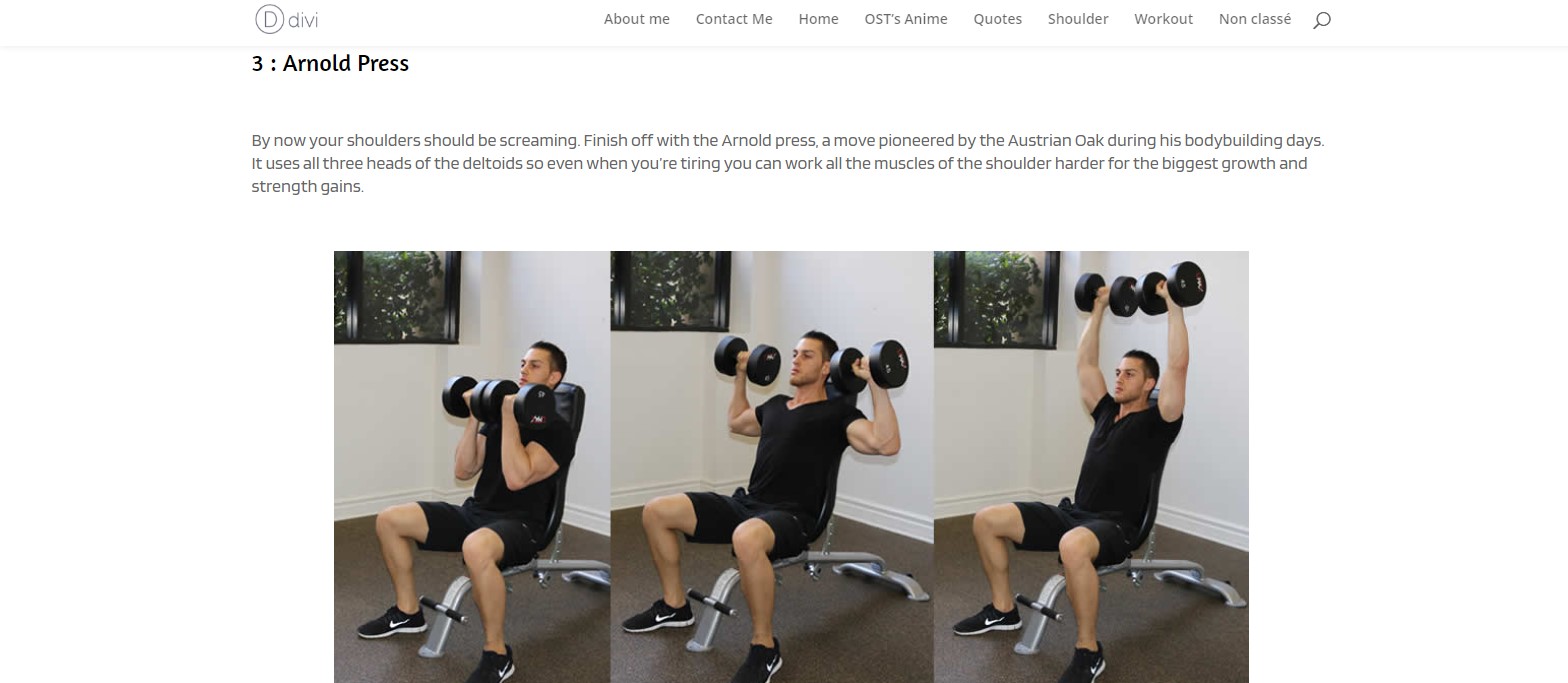 D divi
About me
Contact Me
Home
OST's Anime
Quotes
Shoulder
Workout
Non classé
3 : Arnold Press
By now your shoulders should be screaming. Finish off with the Arnold press, a move pioneered by the Austrian Oak during his bodybuilding days.
It uses all three heads of the deltoids so even when you're tiring you can work all the muscles of the shoulder harder for the biggest growth and
strength gains.